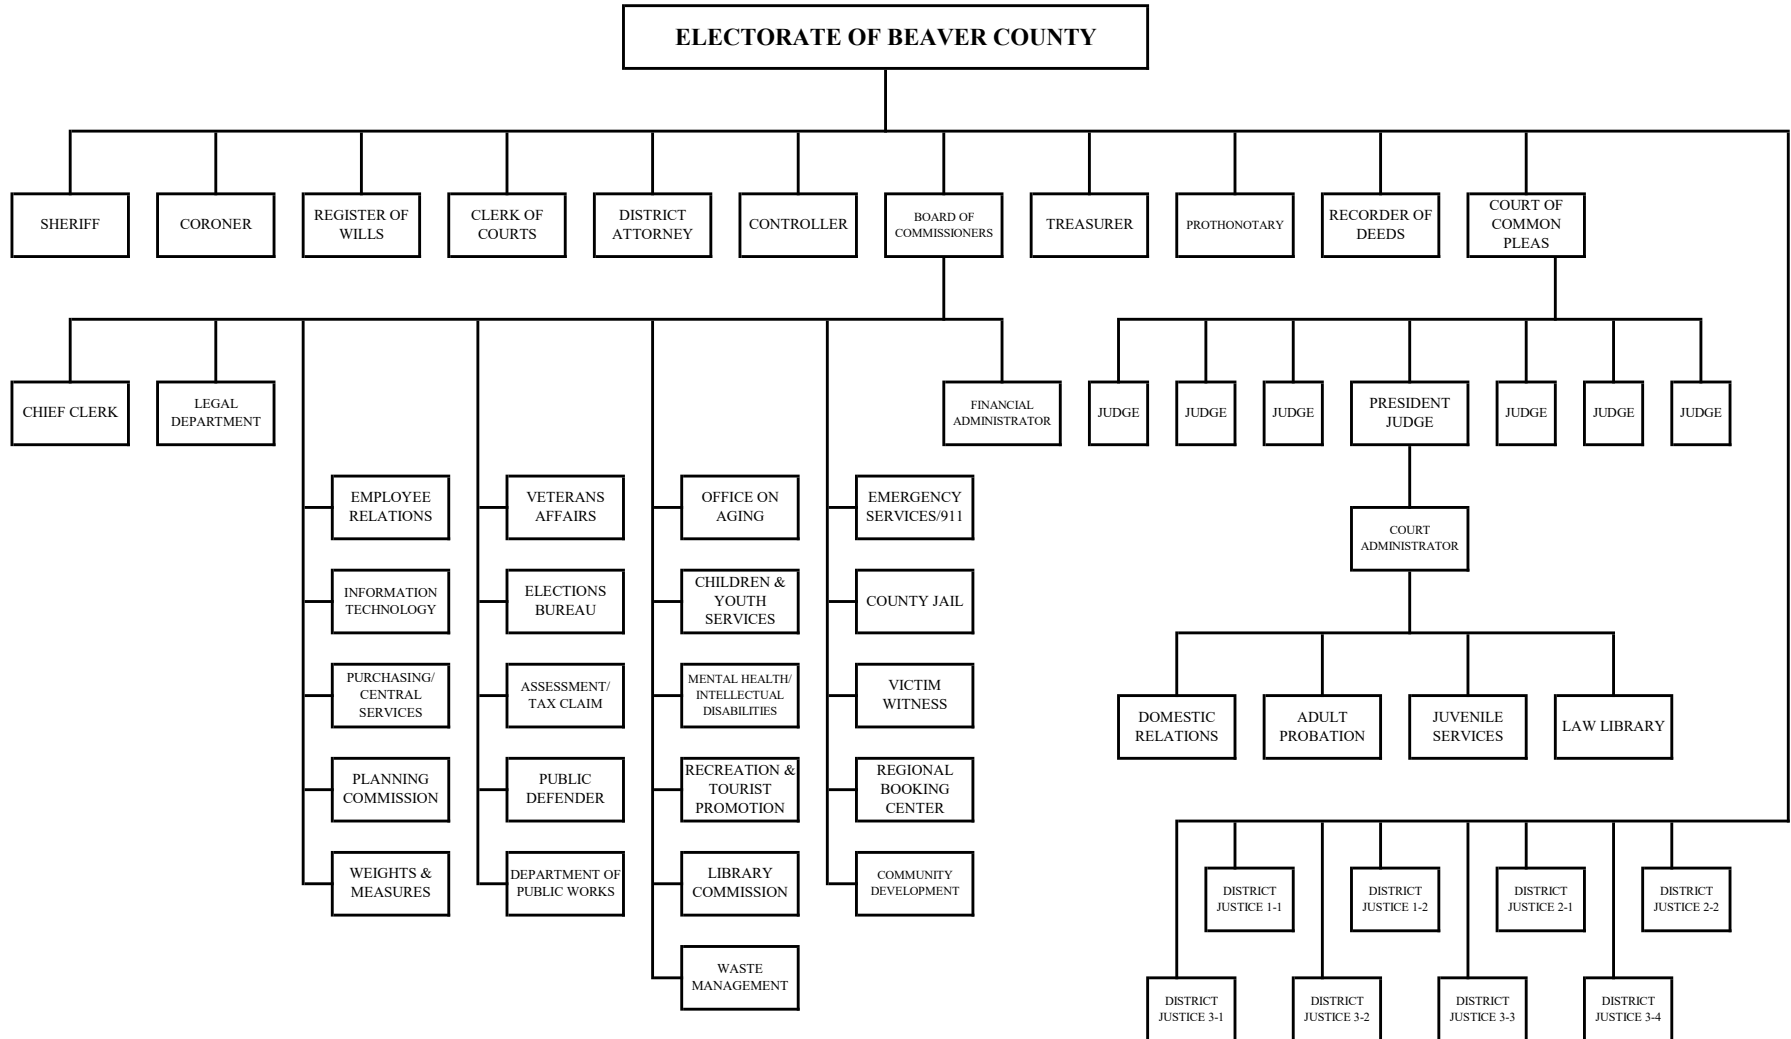 ELECTORATE OF BEAVER COUNTY
SHERIFF
CORONER
REGISTER OF
WILLS
CLERK OF
COURTS
DISTRICT
ATTORNEY
CONTROLLER
BOARD OF
COMMISSIONERS
TREASURER
PROTHONOTARY
RECORDER OF
DEEDS
COURT OF
COMMON
PLEAS
CHIEF CLERK
LEGAL
DEPARTMENT
FINANCIAL
ADMINISTRATOR
JUDGE
JUDGE
JUDGE
PRESIDENT
JUDGE
JUDGE
JUDGE
JUDGE
EMPLOYEE
RELATIONS
VETERANS
AFFAIRS
OFFICE ON
AGING
EMERGENCY
SERVICES/911
COURT
ADMINISTRATOR
INFORMATION
TECHNOLOGY
ELECTIONS
BUREAU
CHILDREN &
YOUTH
SERVICES
COUNTY JAIL
PURCHASING/
CENTRAL
SERVICES
ASSESSMENT/
TAX CLAIM
MENTAL HEALTH/
INTELLECTUAL
DISABILITIES
VICTIM
WITNESS
DOMESTIC
RELATIONS
ADULT
PROBATION
JUVENILE
SERVICES
LAW LIBRARY
PLANNING
COMMISSION
PUBLIC
DEFENDER
RECREATION &
TOURIST
PROMOTION
REGIONAL
BOOKING
CENTER
WEIGHTS &
MEASURES
DEPARTMENT OF
PUBLIC WORKS
LIBRARY
COMMISSION
COMMUNITY
DEVELOPMENT
DISTRICT
JUSTICE 1-1
DISTRICT
JUSTICE 1-2
DISTRICT
JUSTICE 2-1
DISTRICT
JUSTICE 2-2
WASTE
MANAGEMENT
DISTRICT
JUSTICE 3-1
DISTRICT
JUSTICE 3-2
DISTRICT
JUSTICE 3-3
DISTRICT
JUSTICE 3-4